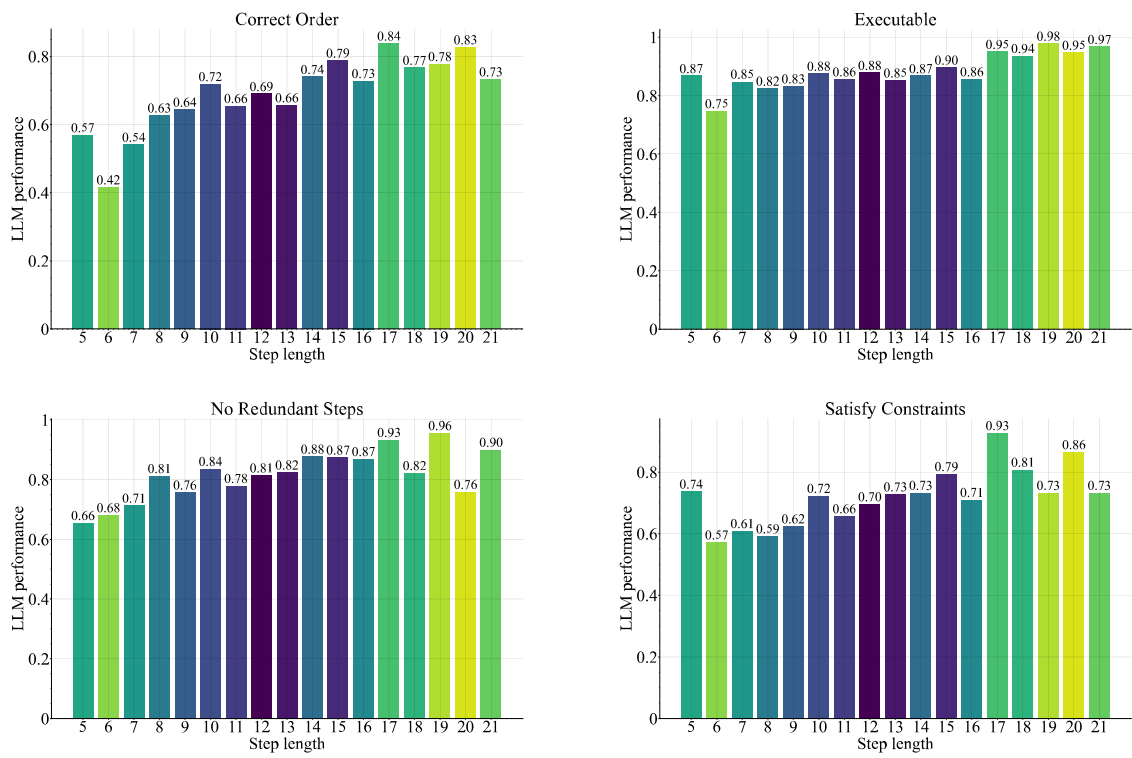 Correct Order
LLM performance
0.8
0.6
0.4
0.2
0
0.57 0.42 0.54 0.63 0.64 0.72 0.66 0.69 0.66 0.74 0.79 0.73 0.84 0.77 0.78 0.83 0.73
5 6 7 8 9 10 11 12 13 14 15 16 17 18 19 20 21
Step length
Executable
LLM performance
1
0.8
0.6
0.4
0.2
0
0.87 0.75 0.85 0.82 0.83 0.88 0.86 0.88 0.85 0.87 0.90 0.86 0.95 0.94 0.98 0.95 0.97
5 6 7 8 9 10 11 12 13 14 15 16 17 18 19 20 21
Step length
No Redundant Steps
LLM performance
1
0.8
0.6
0.4
0.2
0
0.66 0.68 0.71 0.81 0.76 0.84 0.78 0.81 0.82 0.88 0.87 0.87 0.93 0.82 0.96 0.76 0.90
5 6 7 8 9 10 11 12 13 14 15 16 17 18 19 20 21
Step length
Satisfy Constraints
LLM performance
0.8
0.6
0.4
0.2
0
0.74 0.57 0.61 0.59 0.62 0.72 0.66 0.70 0.73 0.73 0.79 0.71 0.93 0.81 0.73 0.86 0.73
5 6 7 8 9 10 11 12 13 14 15 16 17 18 19 20 21
Step length